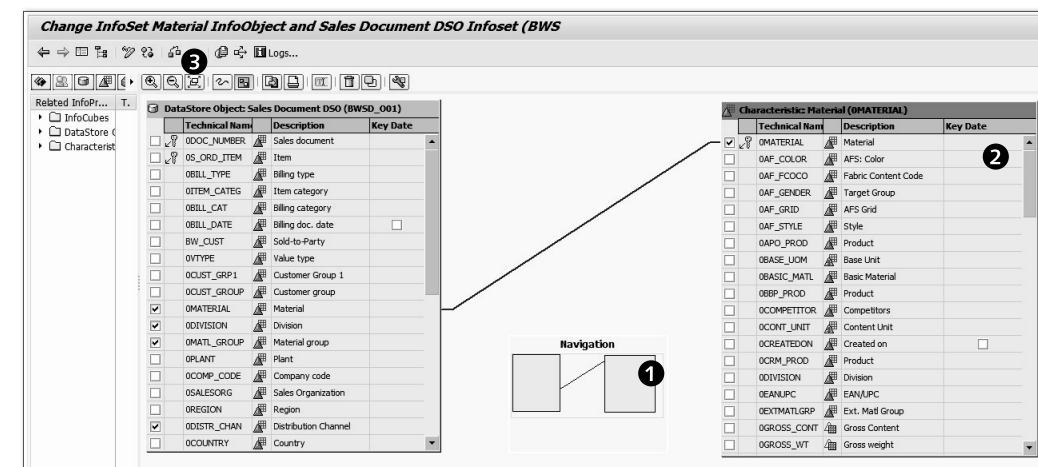 Change InfoSet Material InfoObject and Sales Document DSO Infoset (BWS
Logs...
3
Related InfoPr... T.
InfoCubes
DataStore
Characterist
DataStore Object: Sales Document DSO (BWSD_O01)
Technical Nam Description Key Date
0DOC_NUMBER Sales document
0S_ORD_ITEM Item
0BILL_TYPE Billing type
0ITEM_CATEG Item category
0BILL_CAT Billing category
0BILL_DATE Billing doc. date
BW_CUST Sold-to-Party
0VTYPE Value type
0CUST_GRP1 Customer Group 1
0CUST_GROUP Customer group
0MATERIAL Material
0DIVISION Division
0MATL_GROUP Material group
0PLANT Plant
0COMP_CODE Company code
0SALESORG Sales Organization
0REGION Region
0DISTR_CHAN Distribution Channel
0COUNTRY Country
Navigation
1
Characteristic: Material (0MATERIAL)
Technical Nam Description Key Date
0MATERIAL Material
2
0AF_COLOR AFS: Color
0AF_FCOCO Fabric Content Code
0AF_GENDER Target Group
0AF_GRID AFS Grid
0AF_STYLE Style
0APO_PROD Product
0BASE_UOM Base Unit
0BASIC_MATL Basic Material
0BBP_PROD Product
0COMPETITOR Competitors
0CONT_UNIT Content Unit
0CREATEDON Created on
0CRM_PROD Product
0DIVISION Division
0EANUPC EAN/UPC
0EXTMATLGRP Ext. Matl Group
0GROSS_CONT Gross Content
0GROSS_WT Gross weight